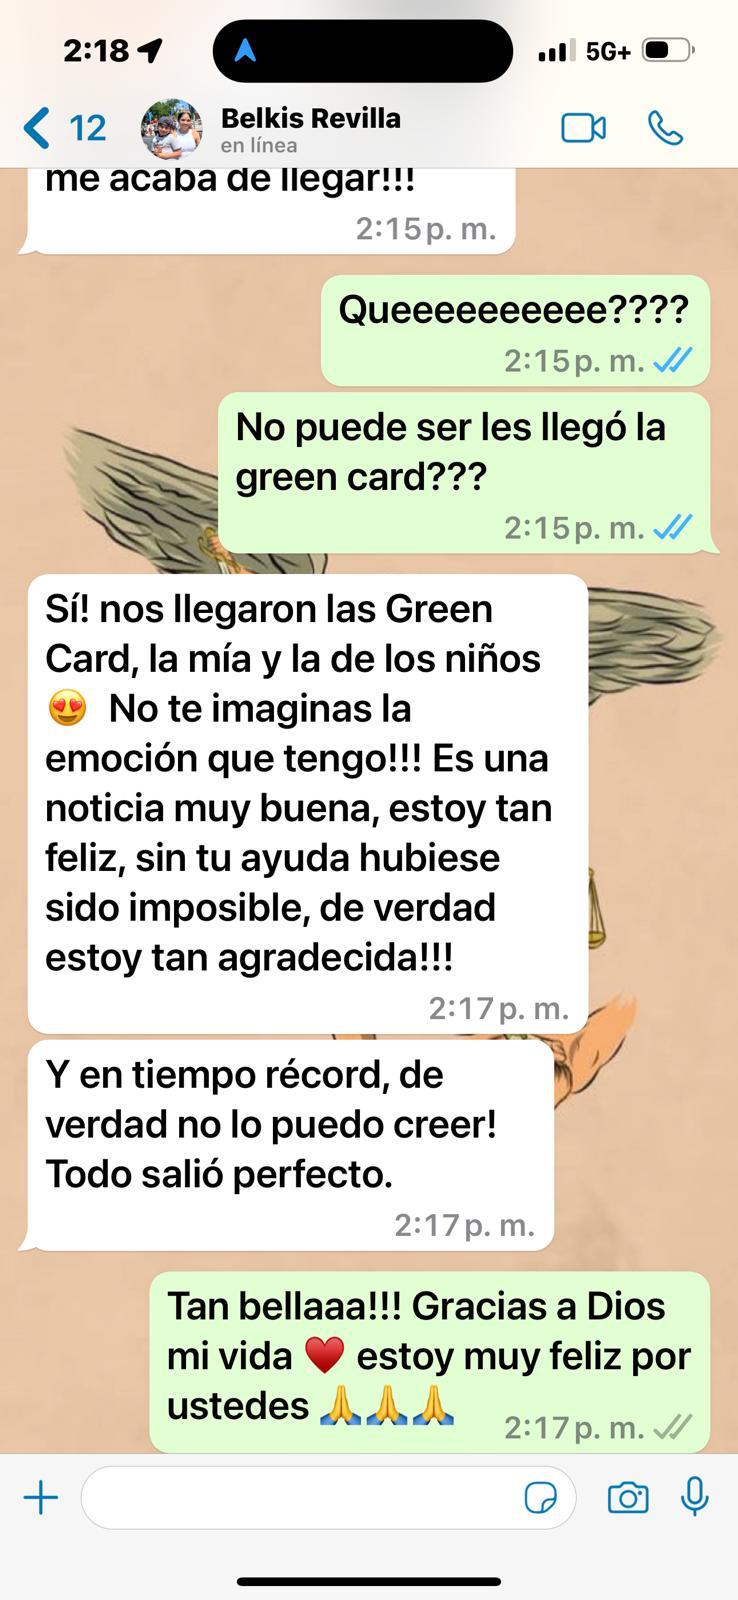 2:18
5G+
12
Belkis Revilla
en línea
me acaba de llegar!!!
2:15 p. m.
Queeeeeeeeeee????
2:15 p. m.
No puede ser les llegó la
green card???
2:15 p. m.
Sí! nos llegaron las Green
Card, la mía y la de los niños
😍 No te imaginas la
emoción que tengo!!! Es una
noticia muy buena, estoy tan
feliz, sin tu ayuda hubiese
sido imposible, de verdad
estoy tan agradecida!!!
2:17 p. m.
Y en tiempo récord, de
verdad no lo puedo creer!
Todo salió perfecto.
2:17 p. m.
Tan bellaaa!!! Gracias a Dios
mi vida ♥️ estoy muy feliz por
ustedes 🙏🙏🙏
2:17 p. m.